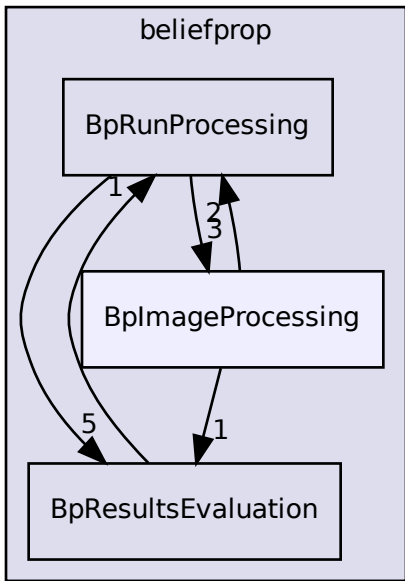 beliefprop
BpRunProcessing
1
2
3
BpImageProcessing
5
1
BpResultsEvaluation